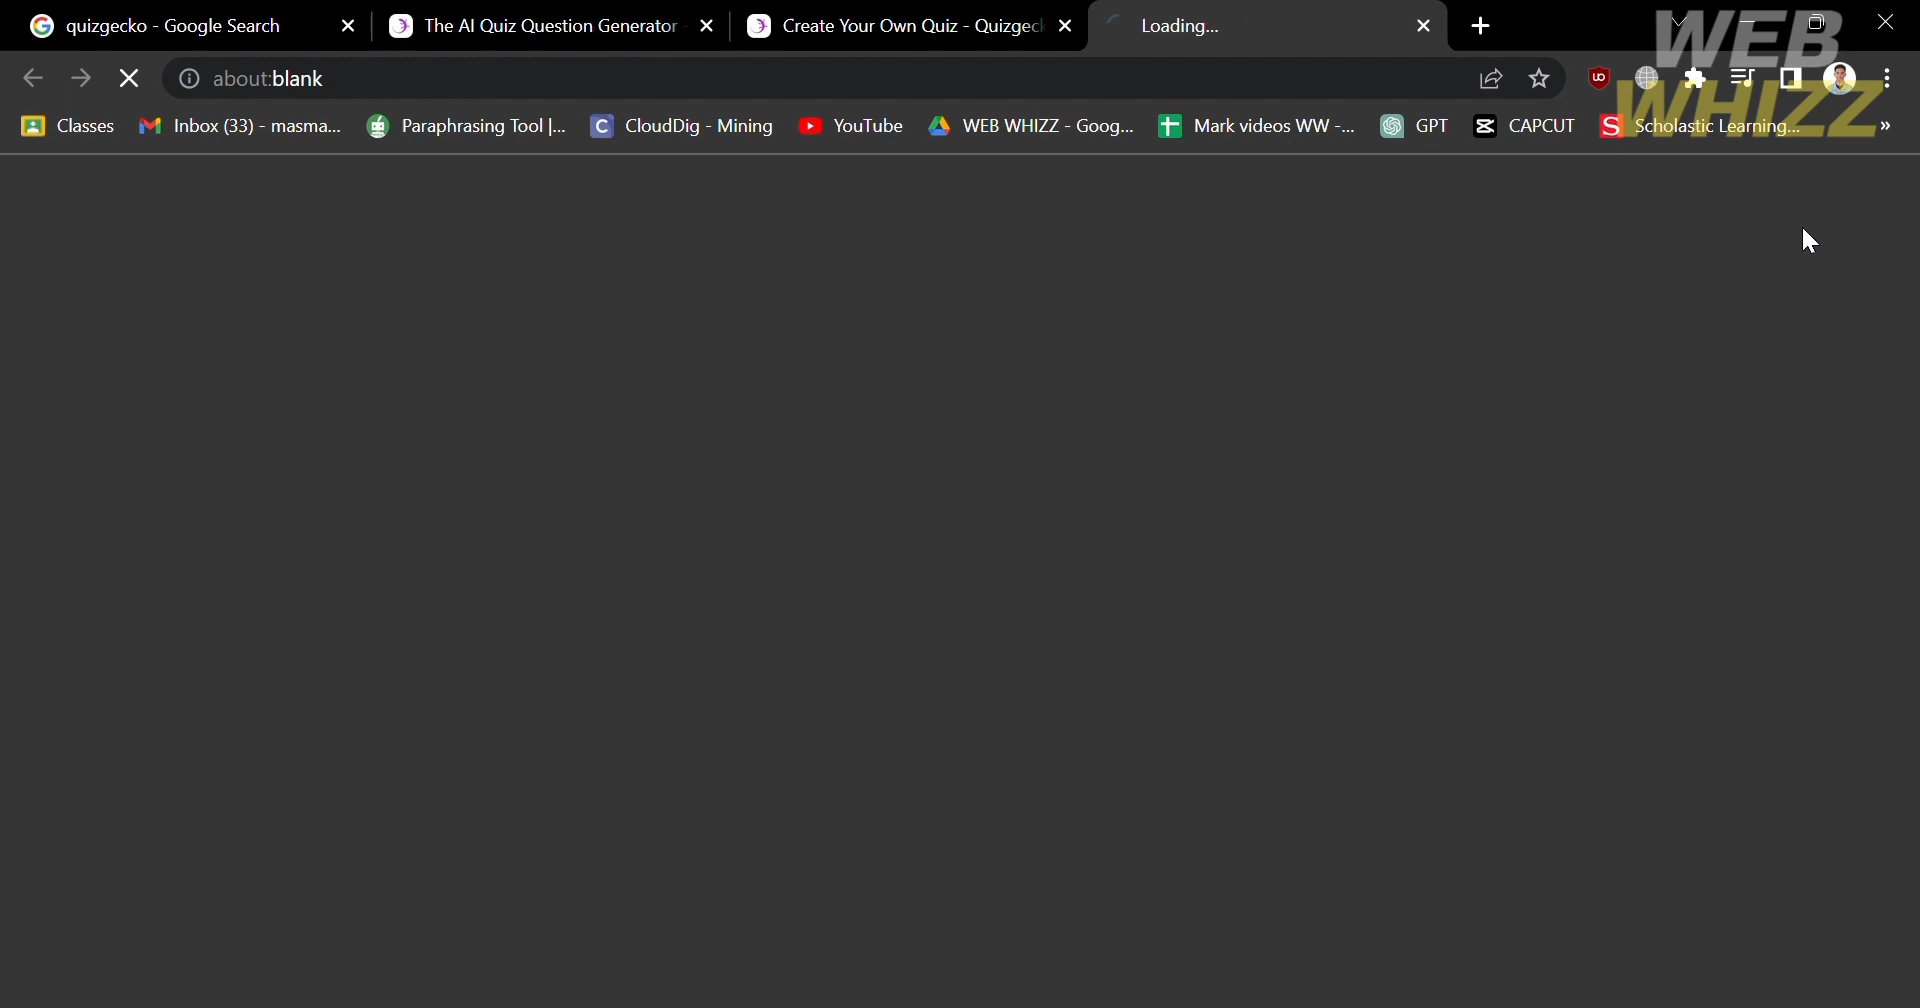 quizgecko - Google Search
The AI Quiz Question Generator
Create Your Own Quiz - Quizgeck
Loading...
WEB
about:blank
WHIZZ
Classes
Inbox (33) - masma...
Paraphrasing Tool |...
CloudDig - Mining
YouTube
WEB WHIZZ - Goog...
Mark videos WW -...
GPT
CAPCUT
Scholastic Learning...
»